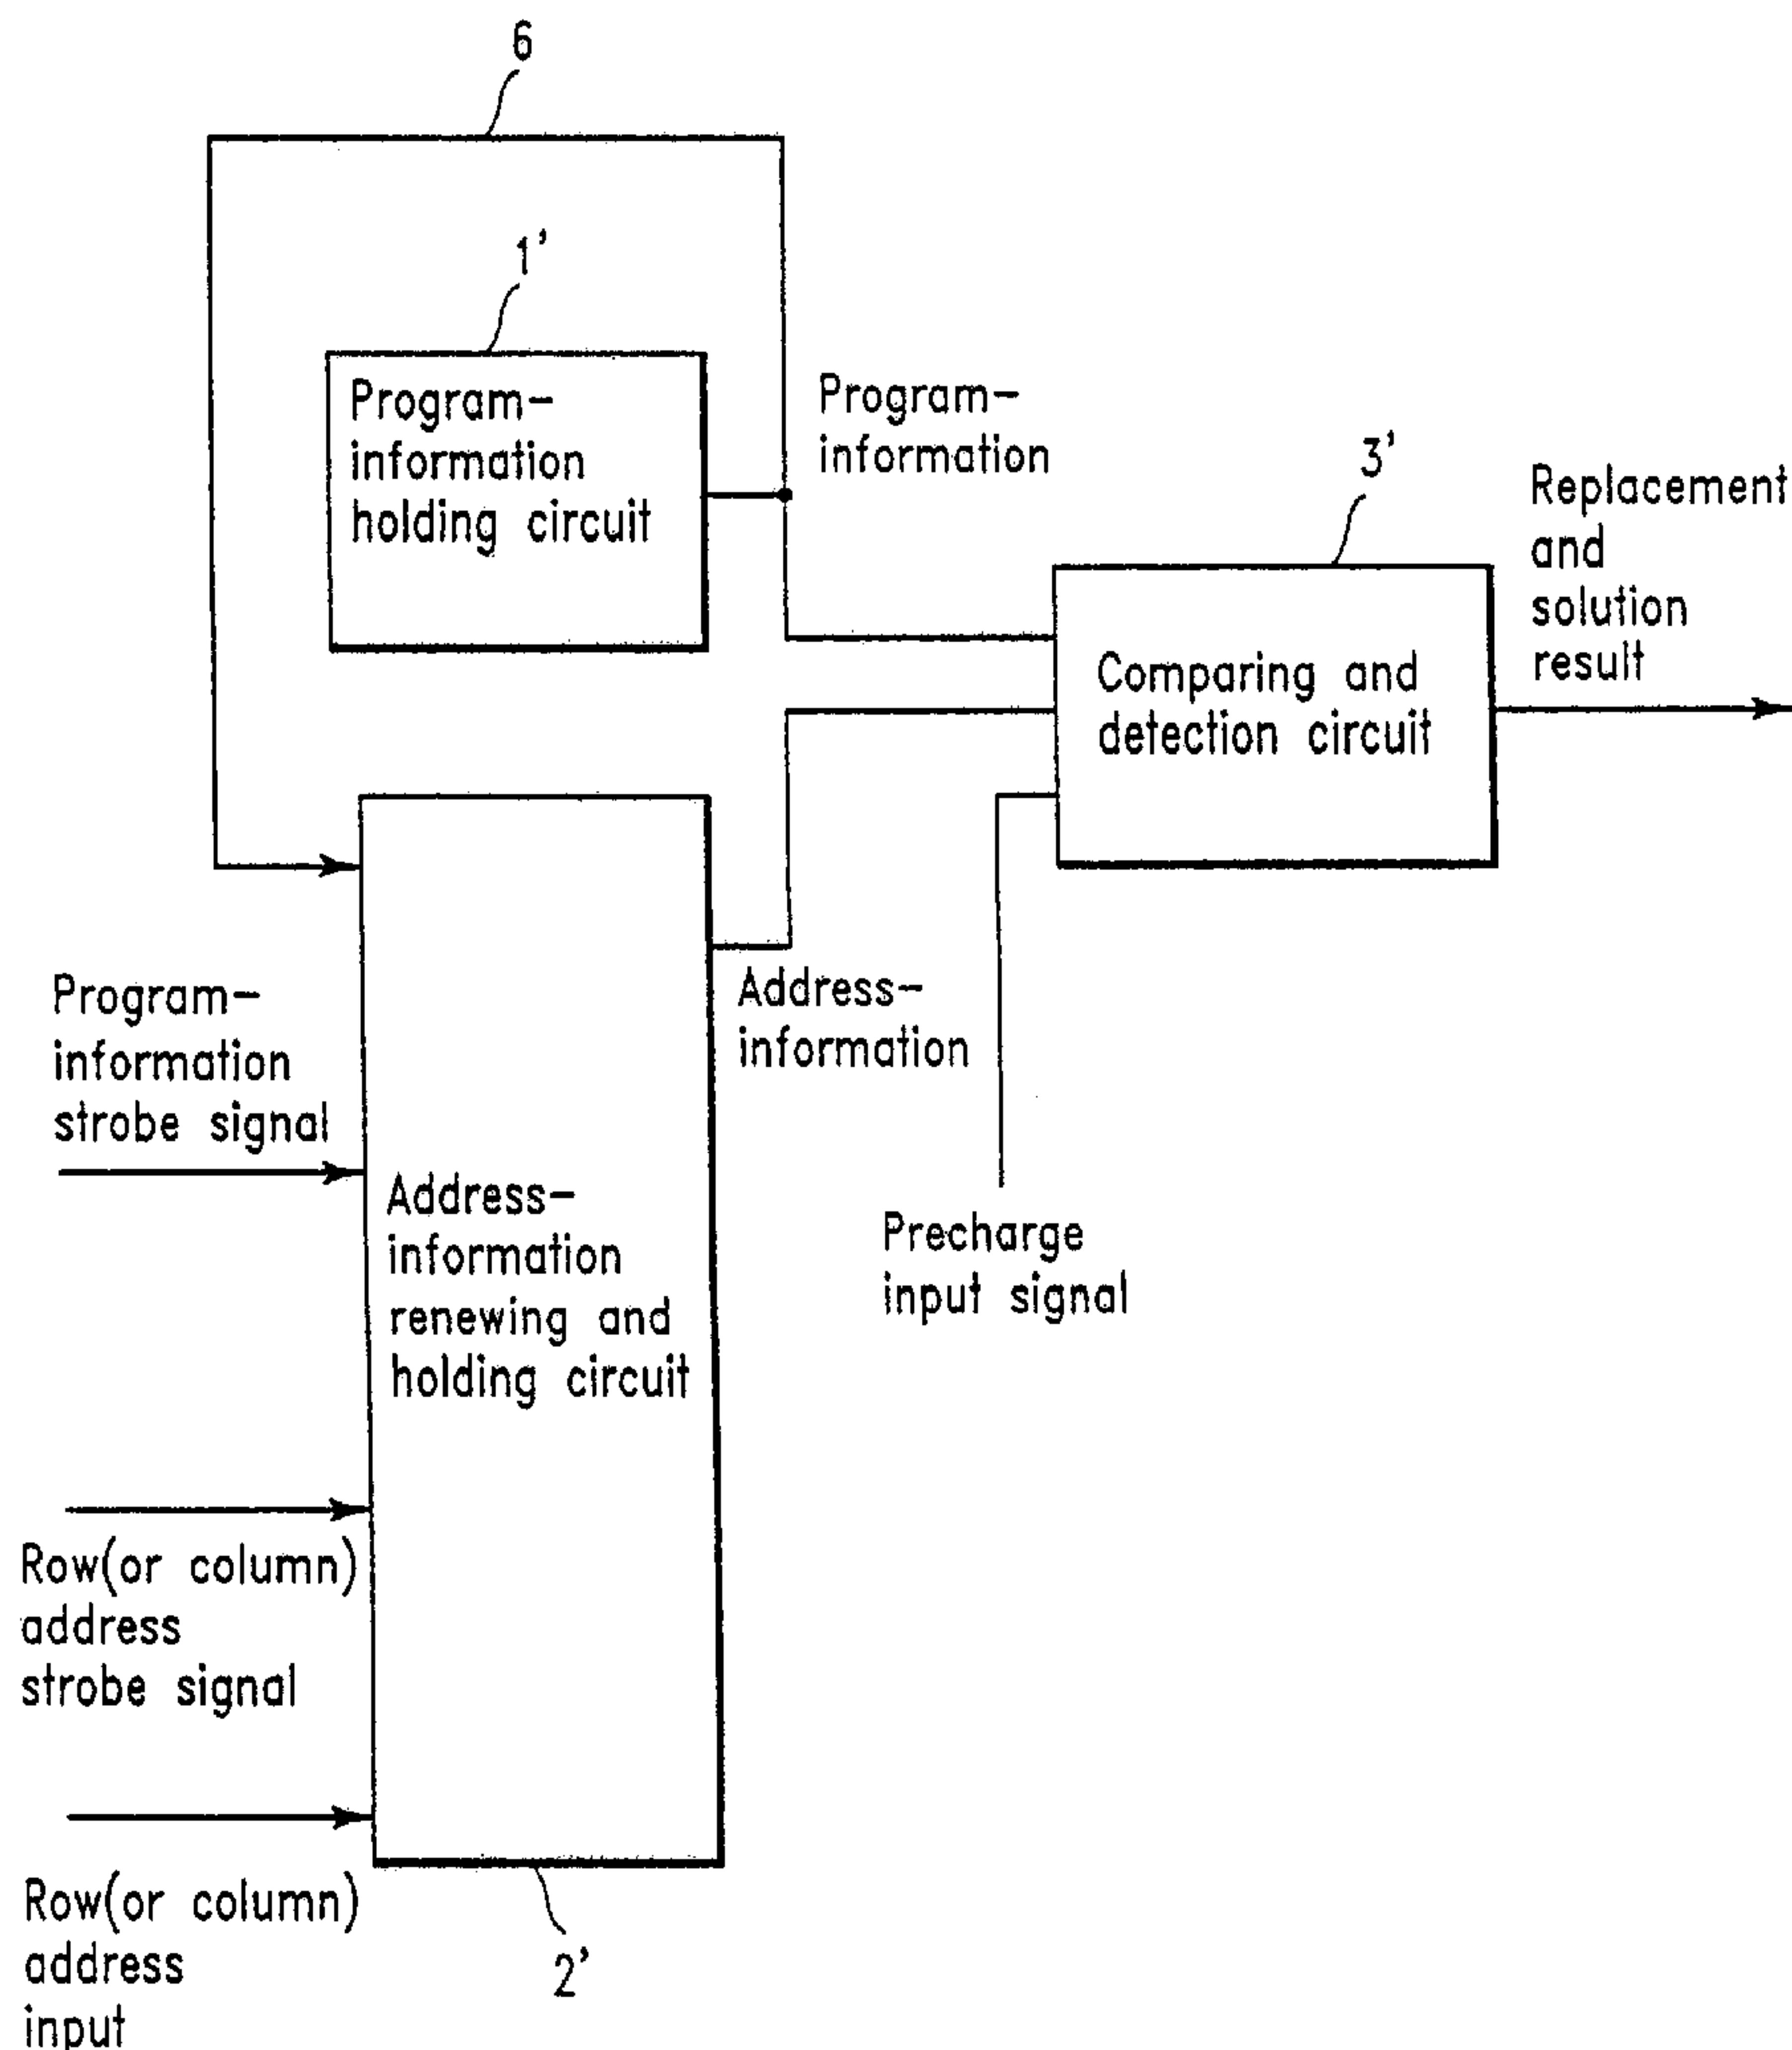 6
1'
Program-
information
holding circuit
Program-
information
3'
Replacement
and
solution
result
Comparing and
detection circuit
Program-
information
strobe signal
Address-
information
Address-
information
renewing and
holding circuit
Precharge
input signal
Row(or column)
address
strobe signal
Row(or column)
address
input
2'